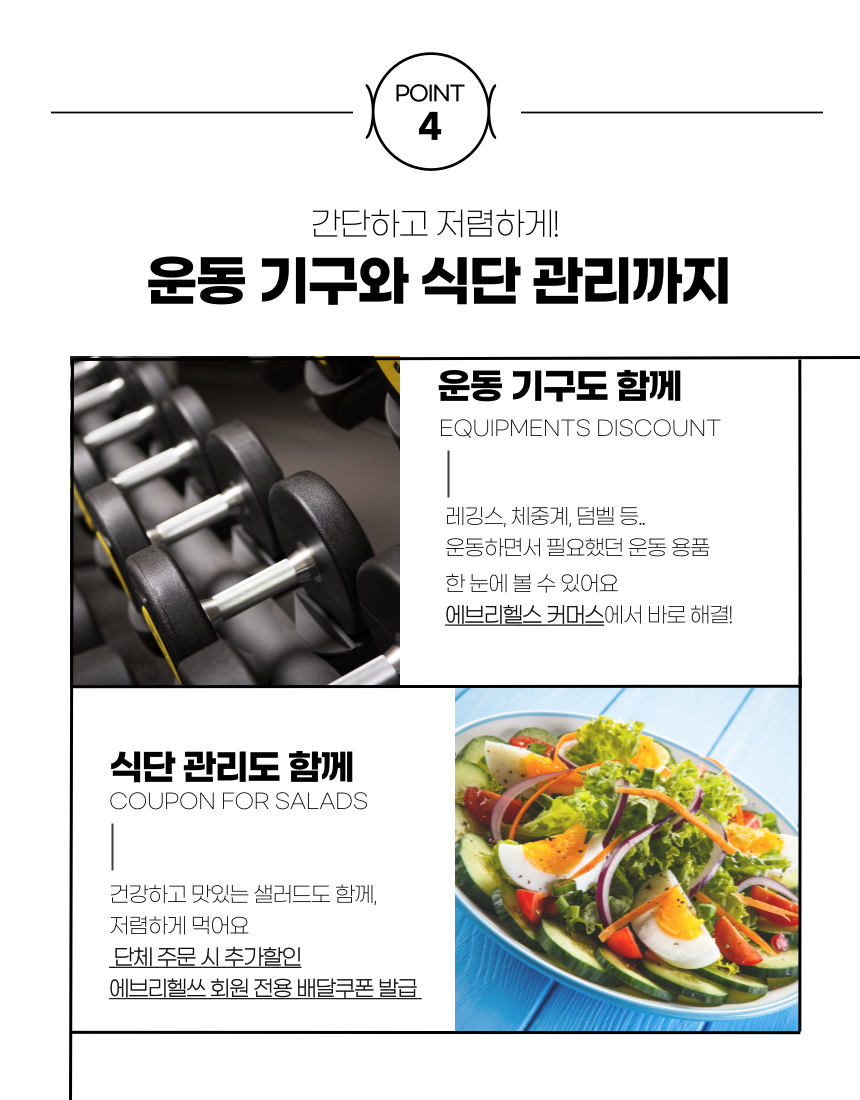 POINT
4
간단하고 저렴하게!
운동 기구와 식단 관리까지
운동 기구도 함께
EQUIPMENTS DISCOUNT
레깅스, 체중계, 덤벨 등..
운동하면서 필요했던 운동 용품
한 눈에 볼 수 있어요
에브리헬스 커머스에서 바로 해결!
식단 관리도 함께
COUPON FOR SALADS
건강하고 맛있는 샐러드도 함께,
저렴하게 먹어요
단체 주문 시 추가할인
에브리헬쓰 회원 전용 배달쿠폰 발급